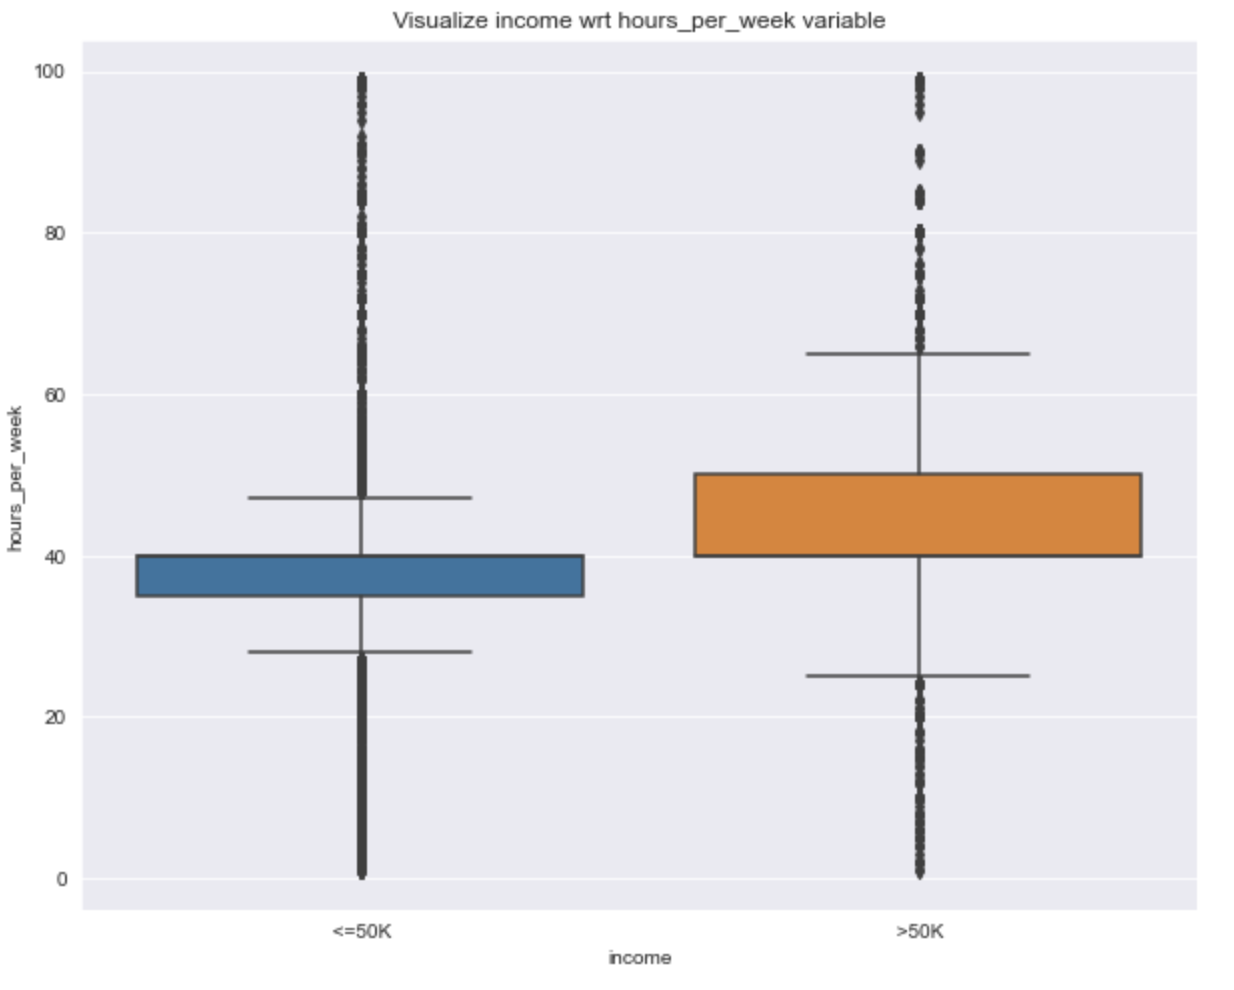 Visualize income wrt hours_per_week variable
100
80
60
40
20
0
hours_per_week
<=50K
>50K
income